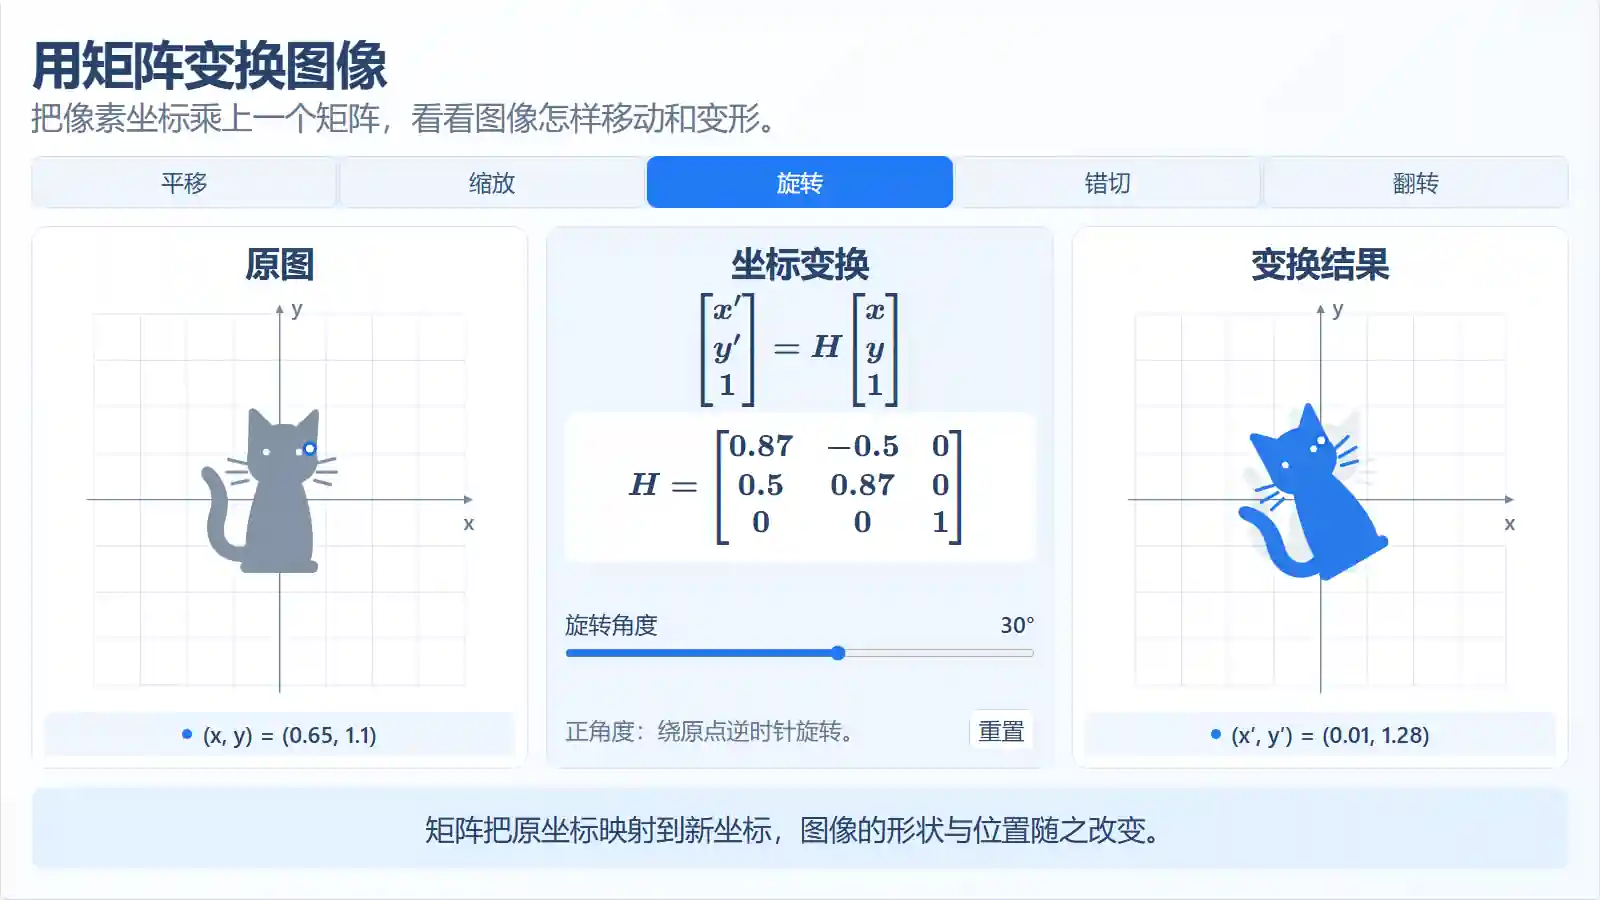 用矩阵变换图像
把像素坐标乘上一个矩阵，看看图像怎样移动和变形。
平移 缩放 旋转 错切 翻转
原图
y
x
(x, y) = (0.65, 1.1)
坐标变换
[x′ y′ 1] = H [x y 1]
H = [0.87 −0.5 0
0.5 0.87 0
0 0 1]
旋转角度 30°
正角度：绕原点逆时针旋转。 重置
变换结果
y
x
(x′, y′) = (0.01, 1.28)
矩阵把原坐标映射到新坐标，图像的形状与位置随之改变。